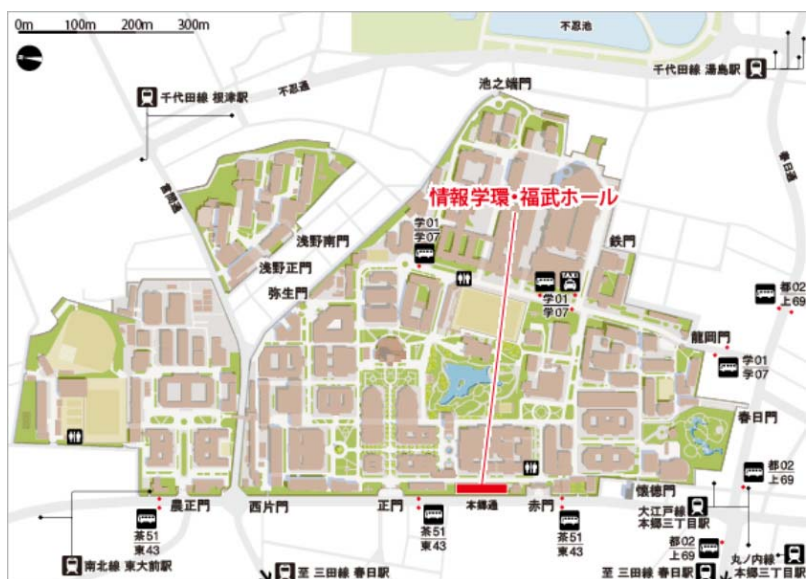 0m 100m 200m 300m
不忍池
千代田線 湯島駅
池之端門
不忍通
千代田線 根津駅
春日通
言問通
情報学環・福武ホール
学01
学07
浅野南門
鉄門
浅野正門
TAXI
学01
学07
弥生門
都02
上69
龍岡門
学01
学07
春日門
都02
上69
農正門
西片門
正門
本郷通
赤門
懐徳門
大江戸線
本郷三丁目駅
茶51
東43
茶51
東43
茶51
東43
都02
上69
丸ノ内線
本郷三丁目駅
南北線 東大前駅
至 三田線 春日駅
至 三田線 春日駅